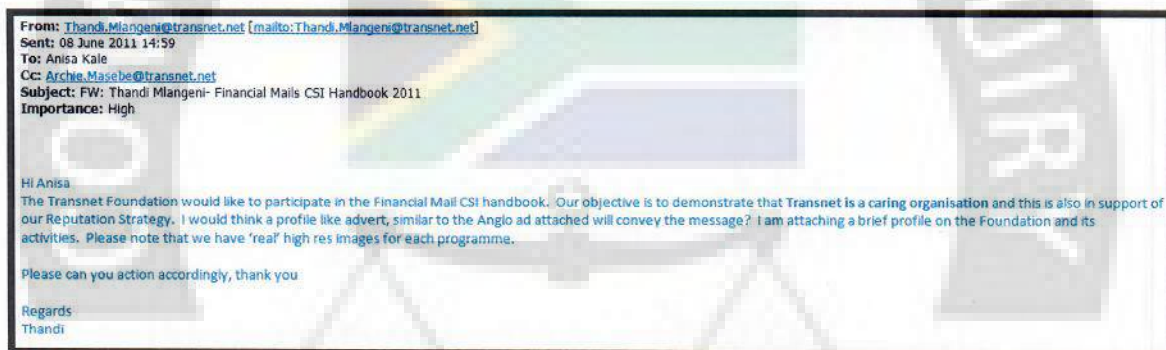 From: Thandi.Mlangeni@transnet.net [mailto:Thandi.Mlangeni@transnet.net]
Sent: 08 June 2011 14:59
To: Anisa Kale
Cc: Archie.Masebe@transnet.net
Subject: FW: Thandi Mlangeni- Financial Mails CSI Handbook 2011
Importance: High
Hi Anisa
The Transnet Foundation would like to participate in the Financial Mail CSI handbook. Our objective is to demonstrate that Transnet is a caring organisation and this is also in support of
our Reputation Strategy. I would think a profile like advert, similar to the Anglo ad attached will convey the message? I am attaching a brief profile on the Foundation and its
activities. Please note that we have 'real' high res images for each programme.
Please can you action accordingly, thank you
Regards
Thandi